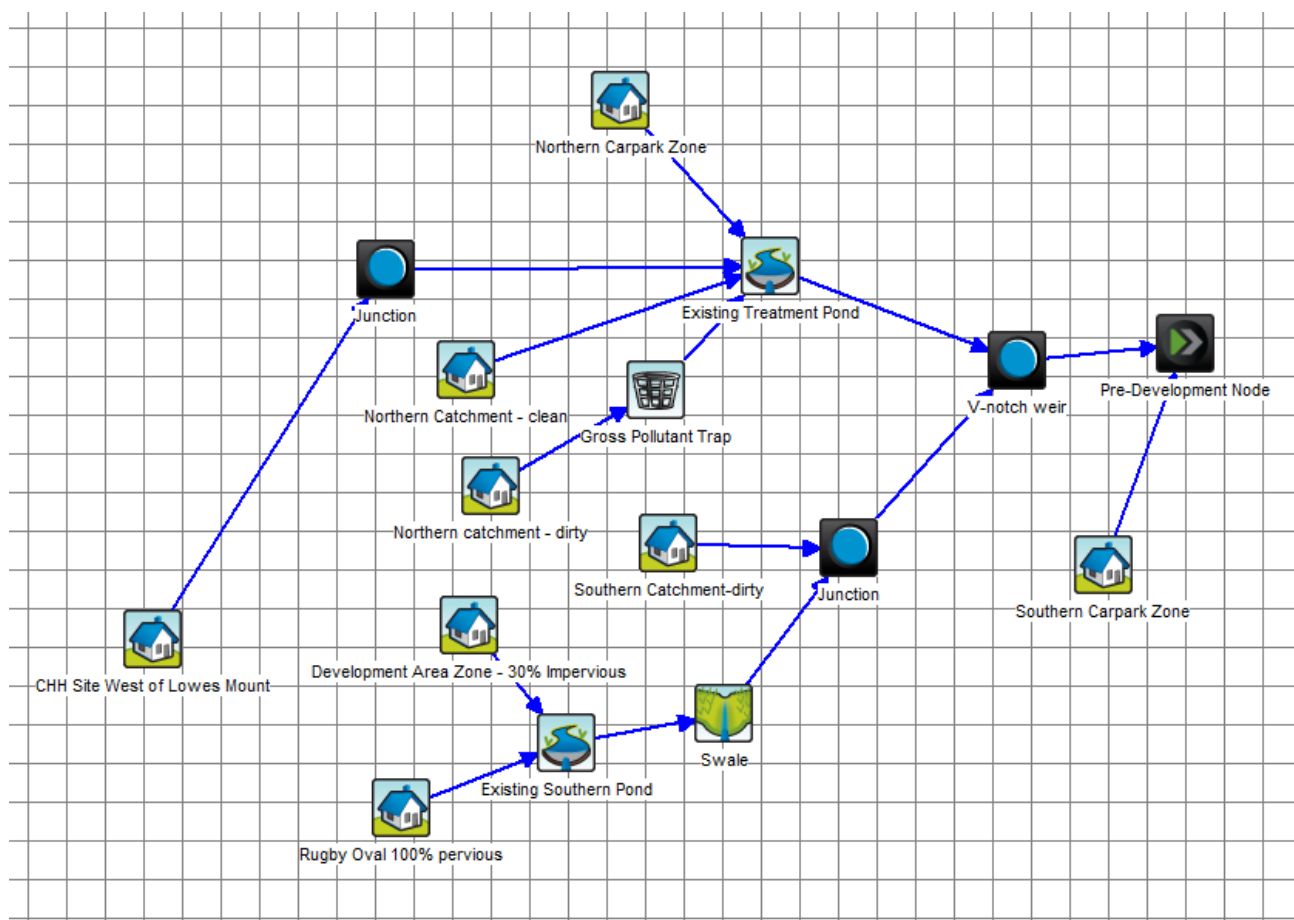 Northern Carpark Zone
Existing Treatment Pond
Junction
Pre-Development Node
V-notch weir
Northern Catchment - clean
Gross Pollutant Trap
Northern catchment - dirty
Southern Catchment-dirty
Junction
Southern Carpark Zone
Development Area Zone - 30% Impervious
CHH Site West of Lowes Mount
Swale
Existing Southern Pond
Rugby Oval 100% pervious